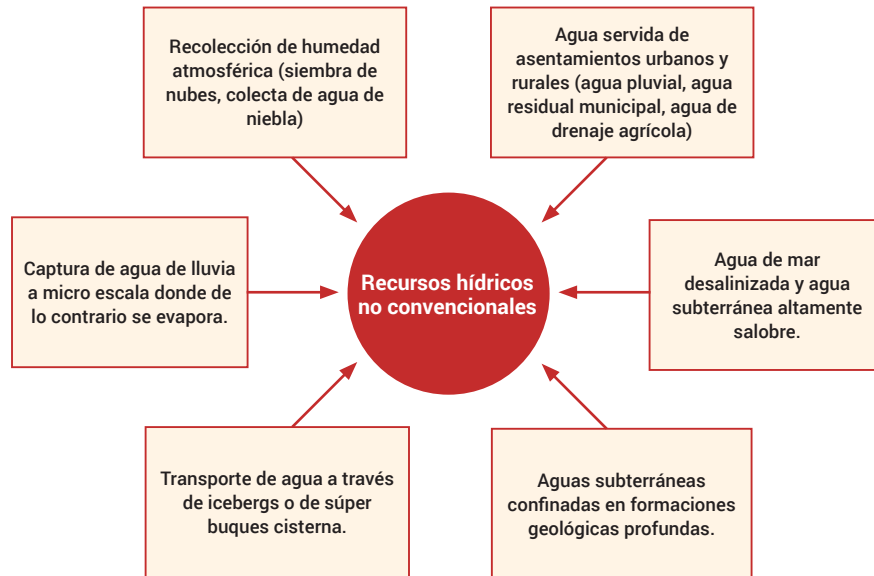 Recolección de humedad
atmosférica (siembra de
nubes, colecta de agua de
niebla)
Agua servida de
asentamientos urbanos y
rurales (agua pluvial, agua
residual municipal, agua de
drenaje agrícola)
Captura de agua de lluvia
a micro escala donde de
lo contrario se evapora.
Recursos hídricos
no convencionales
Agua de mar
desalinizada y agua
subterránea altamente
salobre.
Transporte de agua a través
de icebergs o de súper
buques cisterna.
Aguas subterráneas
confinadas en formaciones
geológicas profundas.